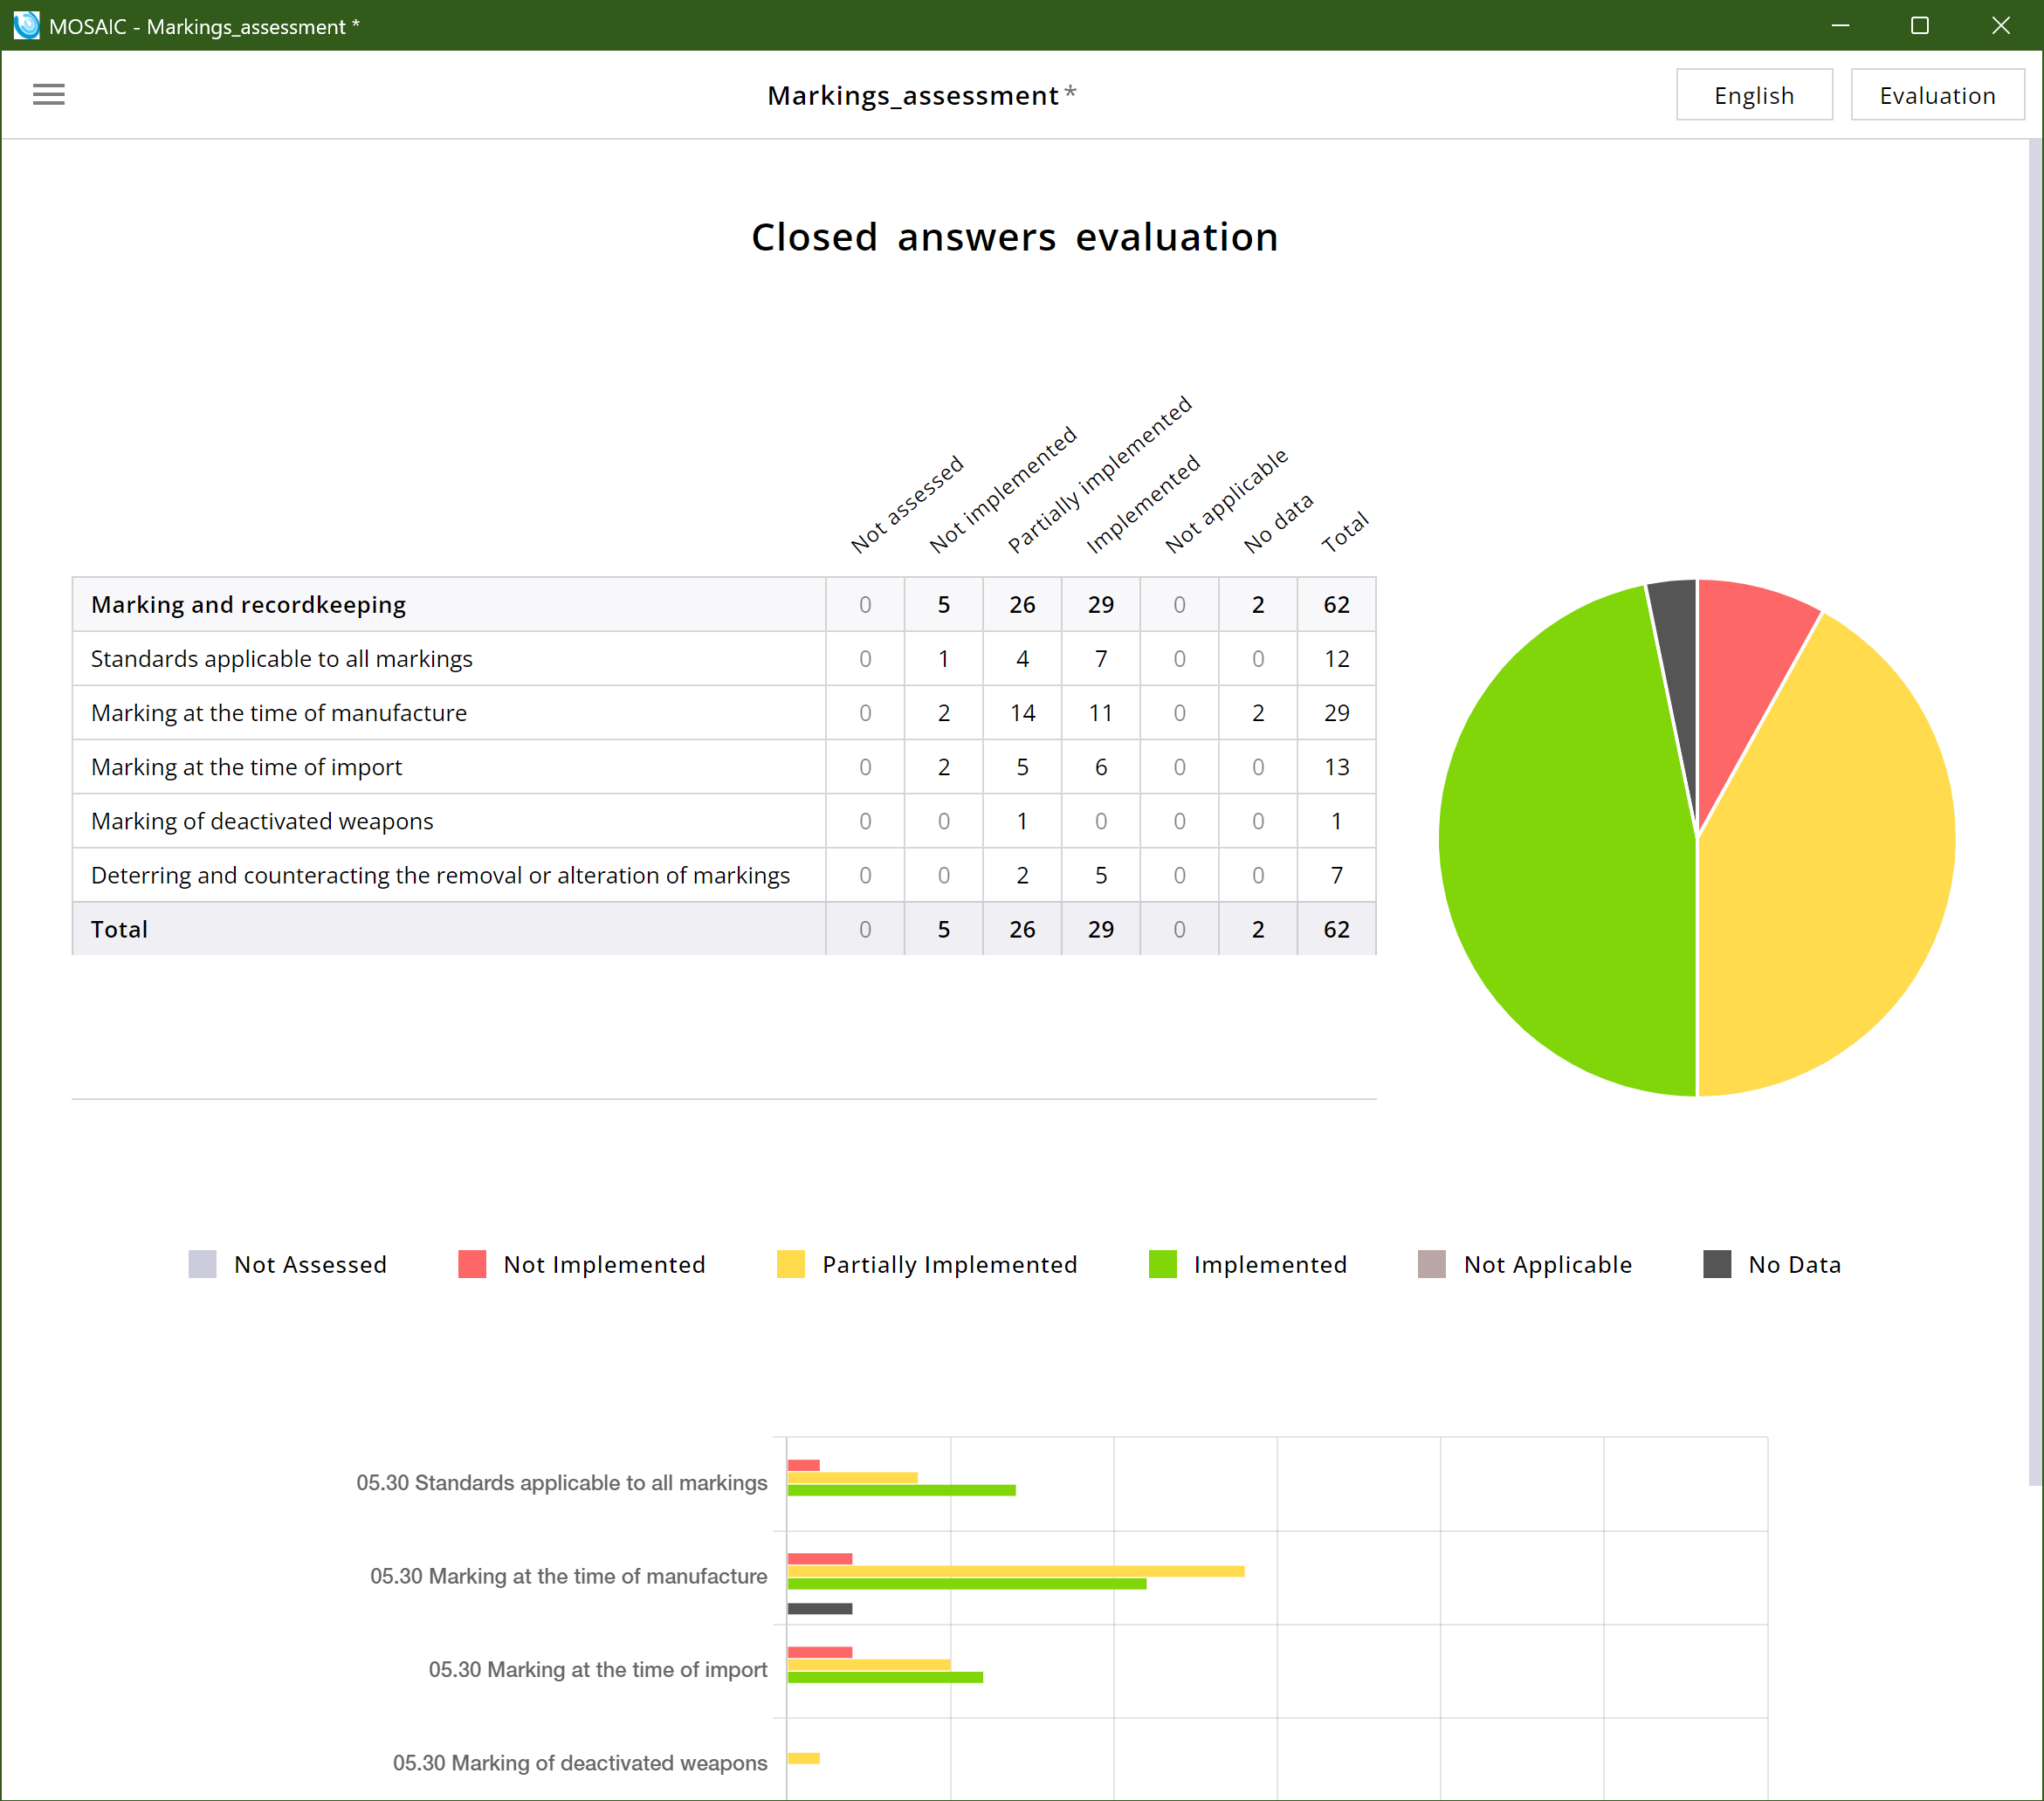 MOSAIC - Markings_assessment *
Markings_assessment *
English
Evaluation
Closed answers evaluation
Not assessed
Not implemented
Partially implemented
Implemented
Not applicable
No data
Total
Marking and recordkeeping 0 5 26 29 0 2 62
Standards applicable to all markings 0 1 4 7 0 0 12
Marking at the time of manufacture 0 2 14 11 0 2 29
Marking at the time of import 0 2 5 6 0 0 13
Marking of deactivated weapons 0 0 1 0 0 0 1
Deterring and counteracting the removal or alteration of markings 0 0 2 5 0 0 7
Total 0 5 26 29 0 2 62
Not Assessed
Not Implemented
Partially Implemented
Implemented
Not Applicable
No Data
05.30 Standards applicable to all markings
05.30 Marking at the time of manufacture
05.30 Marking at the time of import
05.30 Marking of deactivated weapons